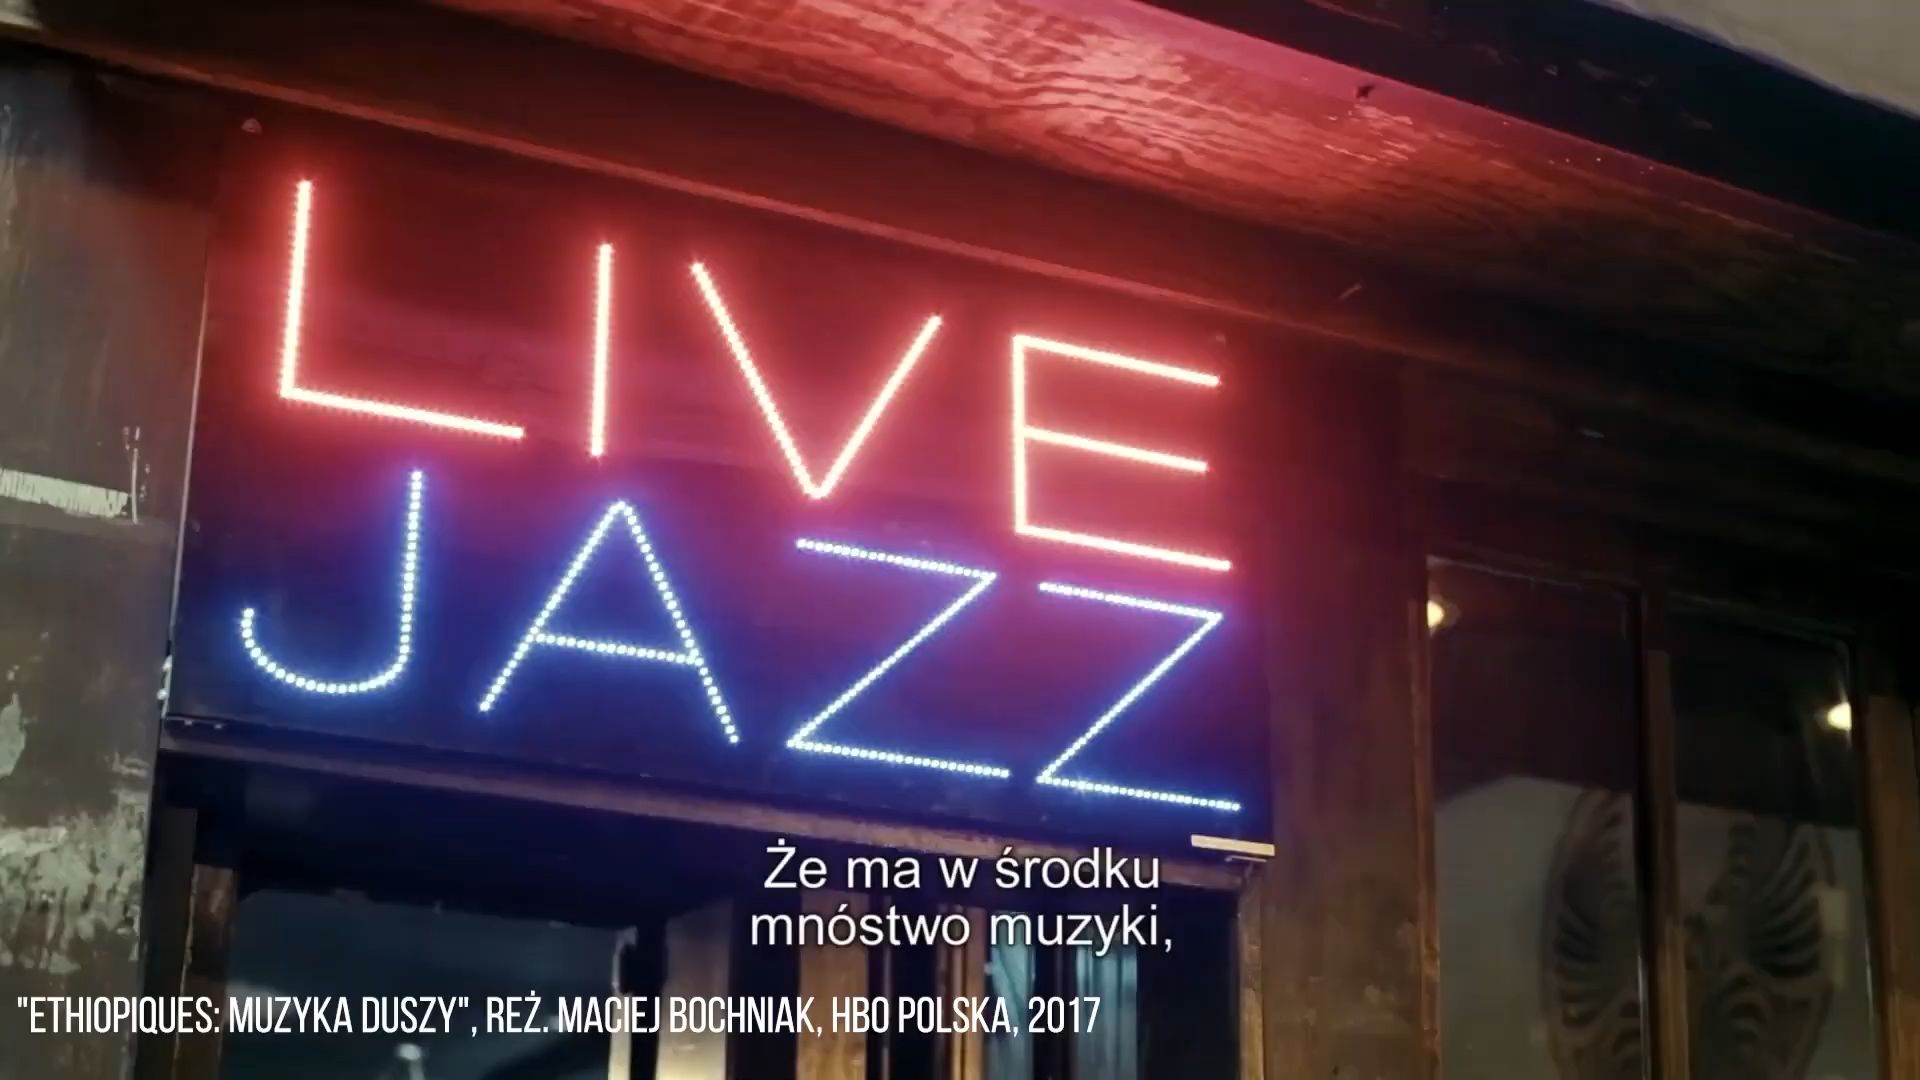 LIVE
JAZZ
Że ma w środku
mnóstwo muzyki,
"ETHIOPIQUES: MUZYKA DUSZY", REŻ. MACIEJ BOCHNIAK, HBO POLSKA, 2017